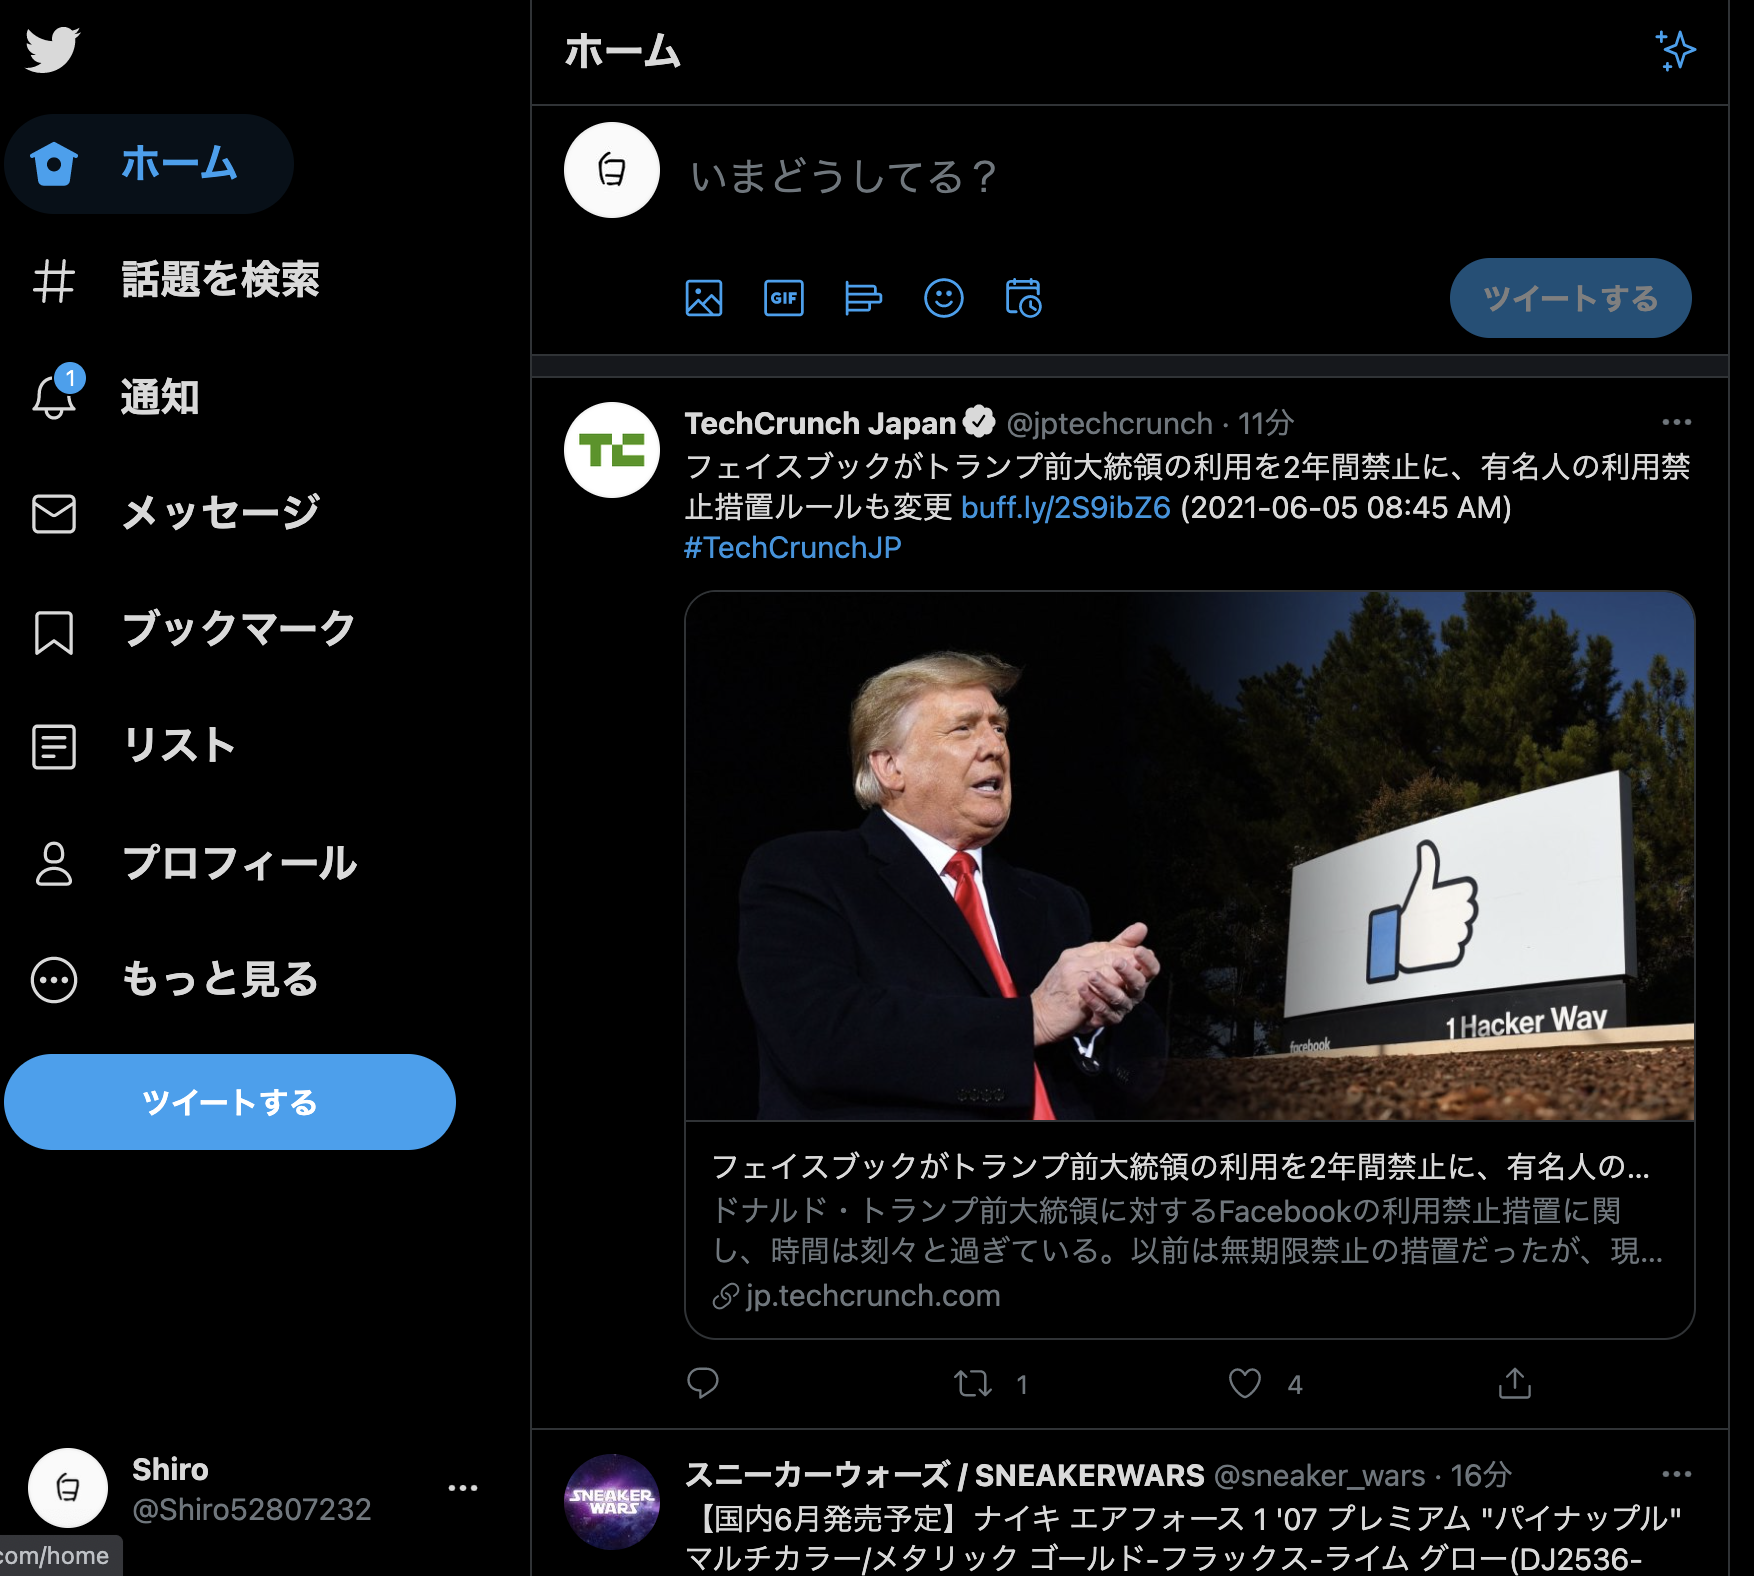 ホーム
話題を検索
1
通知
メッセージ
ブックマーク
リスト
プロフィール
もっと見る
ツイートする
Shiro
@Shiro52807232
com/home
ホーム
いまどうしてる？
GIF
ツイートする
TC
TechCrunch Japan @jptechcrunch · 11分
フェイスブックがトランプ前大統領の利用を2年間禁止に、有名人の利用禁
止措置ルールも変更 buff.ly/2S9ibZ6 (2021-06-05 08:45 AM)
#TechCrunchJP
1 Hacker Way
facebook
フェイスブックがトランプ前大統領の利用を2年間禁止に、有名人の...
ドナルド・トランプ前大統領に対するFacebookの利用禁止措置に関
し、時間は刻々と過ぎている。以前は無期限禁止の措置だったが、現...
jp.techcrunch.com
1
4
SNEAKER
WARS
スニーカーウォーズ / SNEAKERWARS @sneaker_wars · 16分
【国内6月発売予定】ナイキ エアフォース 1 '07 プレミアム "パイナップル"
マルチカラー/メタリック ゴールド-フラックス-ライム グロー(DJ2536-